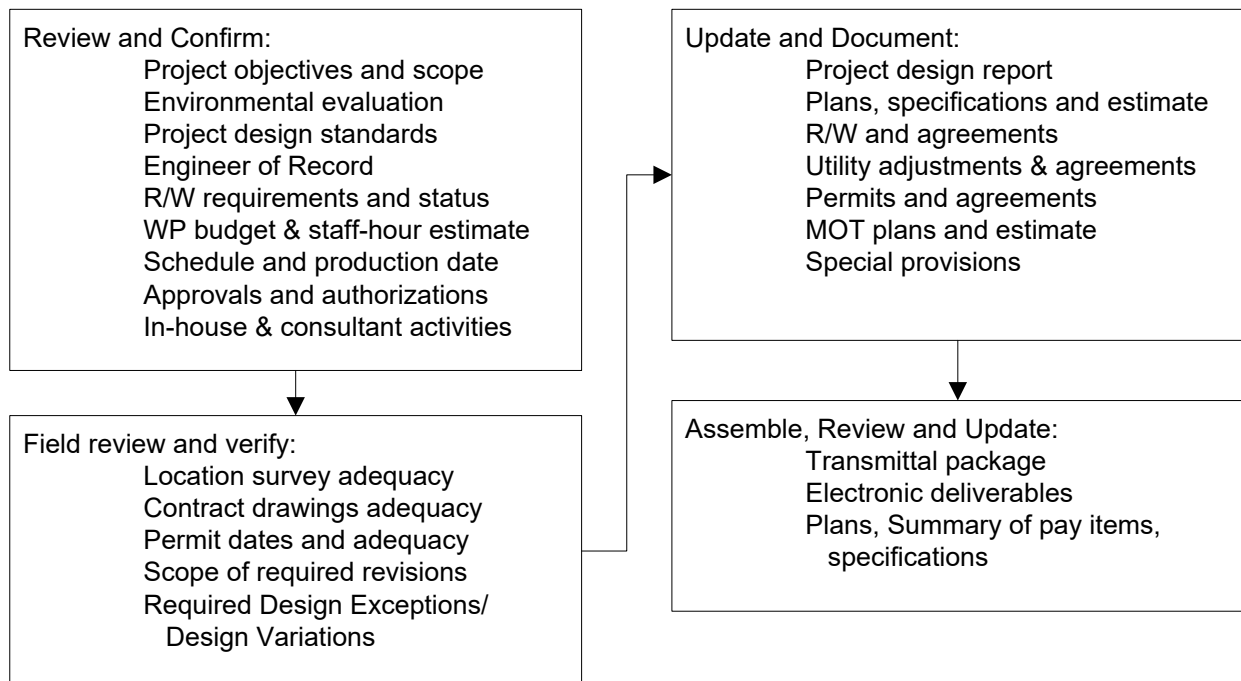 Review and Confirm:
Project objectives and scope
Environmental evaluation
Project design standards
Engineer of Record
R/W requirements and status
WP budget & staff-hour estimate
Schedule and production date
Approvals and authorizations
In-house & consultant activities
Field review and verify:
Location survey adequacy
Contract drawings adequacy
Permit dates and adequacy
Scope of required revisions
Required Design Exceptions/
Design Variations
Update and Document:
Project design report
Plans, specifications and estimate
R/W and agreements
Utility adjustments & agreements
Permits and agreements
MOT plans and estimate
Special provisions
Assemble, Review and Update:
Transmittal package
Electronic deliverables
Plans, Summary of pay items,
specifications